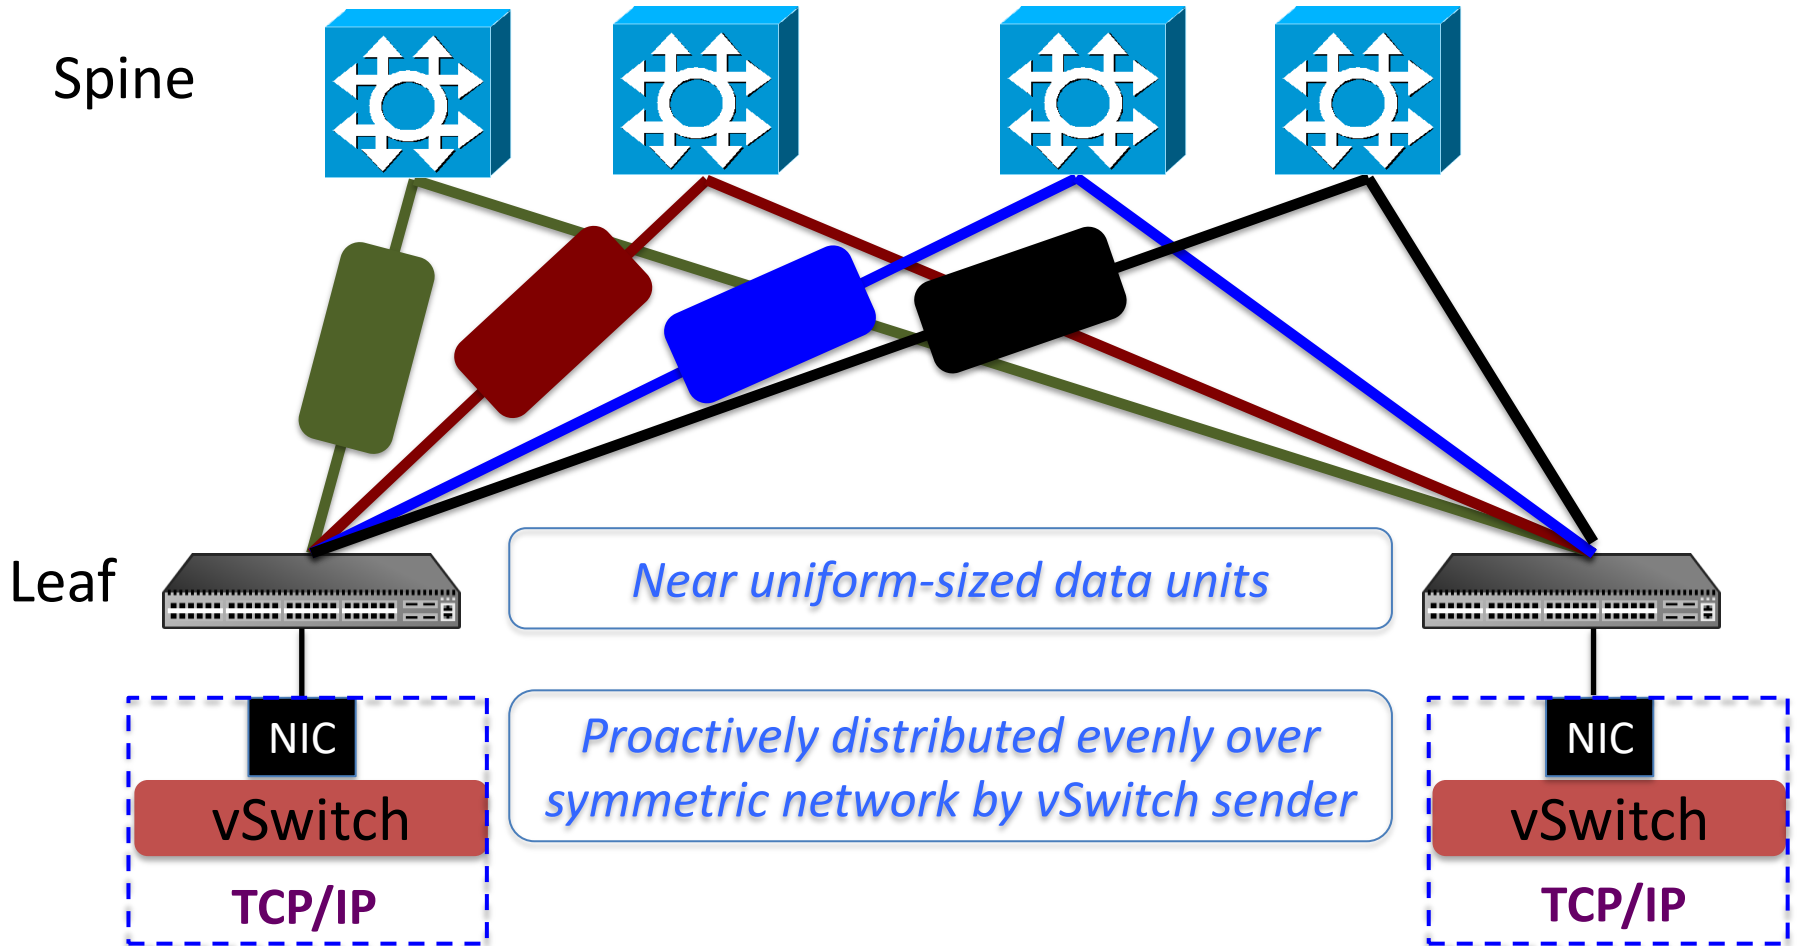 Spine
Leaf
Near uniform-sized data units
Proactively distributed evenly over
symmetric network by vSwitch sender
NIC
vSwitch
TCP/IP
NIC
vSwitch
TCP/IP